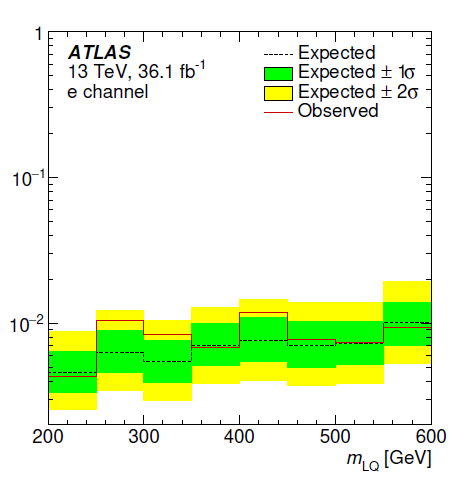 1
ATLAS
13 TeV, 36.1 fb⁻¹
e channel
Expected
Expected ± 1σ
Expected ± 2σ
Observed
10⁻¹
10⁻²
200 300 400 500 600
m_LQ [GeV]